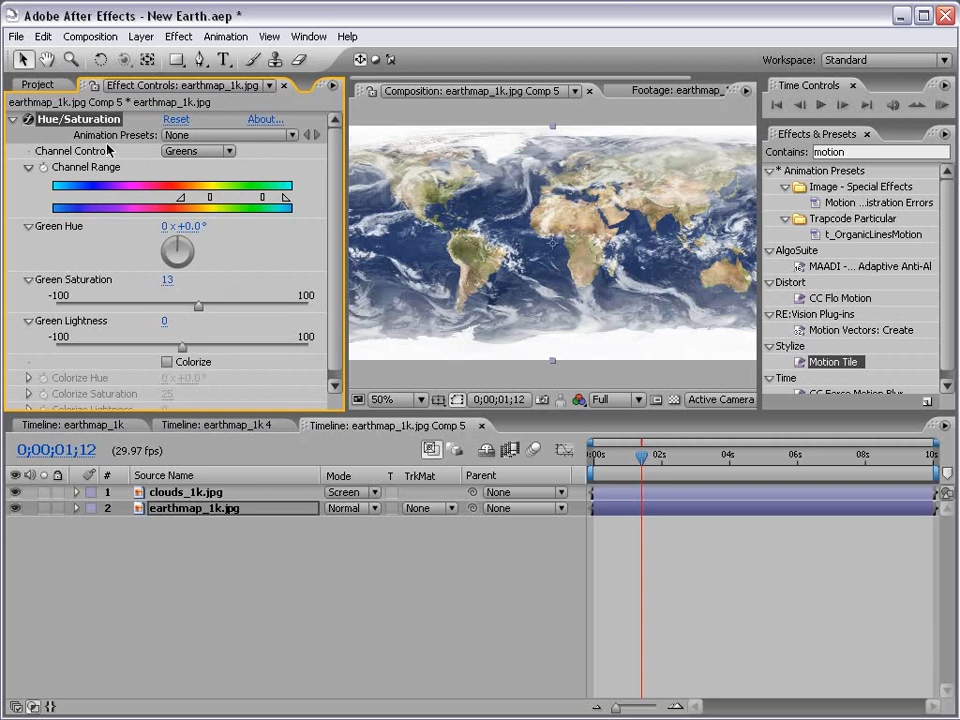 Adobe After Effects - New Earth.aep *
File Edit Composition Layer Effect Animation View Window Help
Workspace: Standard
Project Effect Controls: earthmap_1k.jpg
earthmap_1k.jpg Comp 5 * earthmap_1k.jpg
Hue/Saturation Reset About...
Animation Presets: None
Channel Control Greens
Channel Range
Green Hue 0 x+0.0°
Green Saturation 13
-100 100
Green Lightness 0
-100 100
Colorize
Colorize Hue 0 x+0.0°
Colorize Saturation 25
Colorize Lightness 0
Composition: earthmap_1k.jpg Comp 5 Footage: earthmap_
50% 0;00;01;12 Full Active Camera
Time Controls
Effects & Presets
Contains: motion
* Animation Presets
Image - Special Effects
Motion ...istration Errors
Trapcode Particular
t_OrganicLinesMotion
AlgoSuite
MAADI - ... Adaptive Anti-Al
Distort
CC Flo Motion
RE:Vision Plug-ins
Motion Vectors: Create
Stylize
Motion Tile
Time
CC Force Motion Blur
Timeline: earthmap_1k Timeline: earthmap_1k 4 Timeline: earthmap_1k.jpg Comp 5
0;00;01;12 (29.97 fps)
:00s 02s 04s 06s 08s 10s
# Source Name Mode T TrkMat Parent
1 clouds_1k.jpg Screen None
2 earthmap_1k.jpg Normal None None